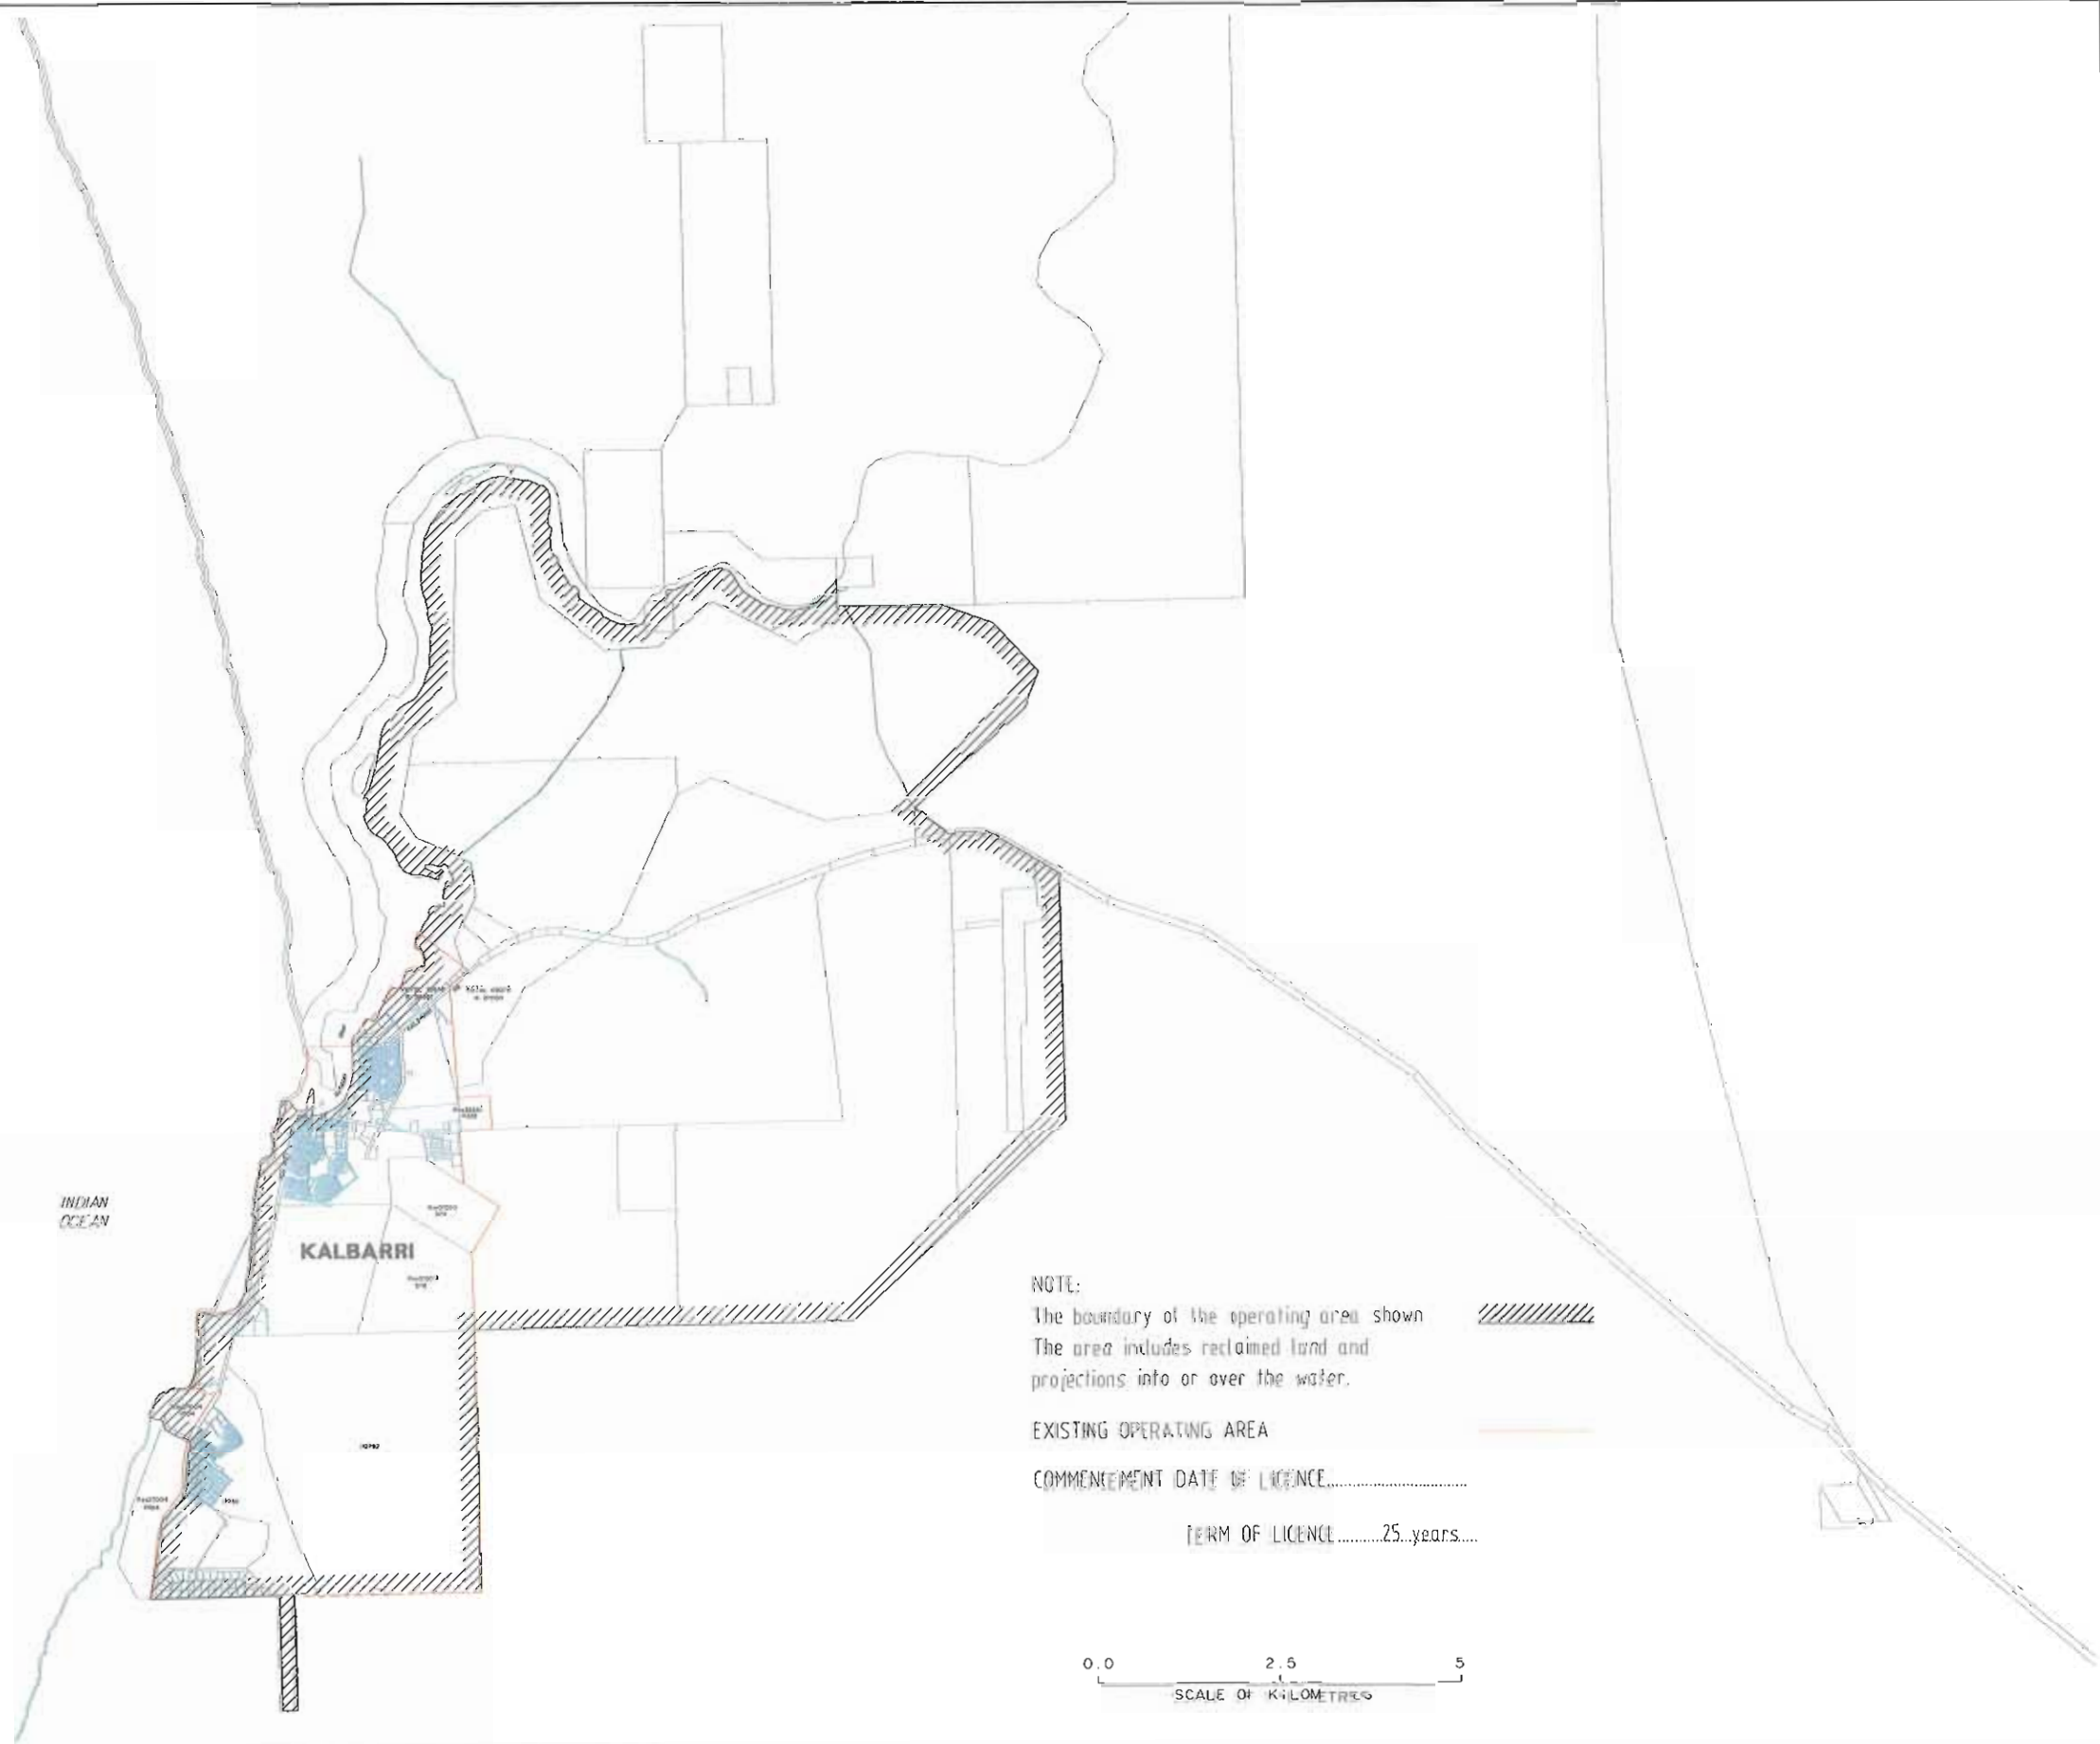 INDIAN
OCEAN
KALBARRI
NOTE:
The boundary of the operating area shown
The area includes reclaimed land and
projections into or over the water.
EXISTING OPERATING AREA
COMMENCEMENT DATE OF LICENCE...................................
TERM OF LICENCE..........25..years....
0.0 2.5 5
SCALE OF KILOMETRES